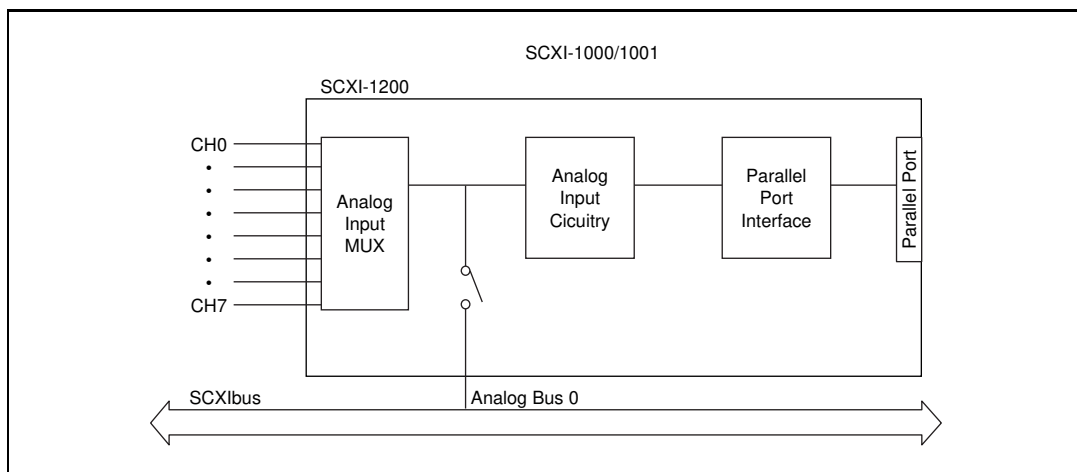 SCXI-1000/1001
SCXI-1200
CH0
CH7
Analog
Input
MUX
Analog
Input
Cicuitry
Parallel
Port
Interface
Parallel Port
SCXIbus
Analog Bus 0